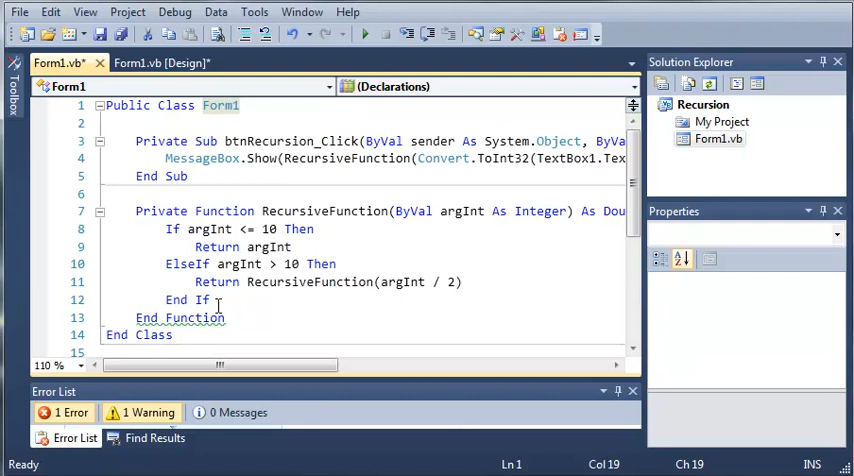 File Edit View Project Debug Data Tools Window Help
Form1.vb* Form1.vb [Design]*
Toolbox
Form1 (Declarations)
1 Public Class Form1
2
3 Private Sub btnRecursion_Click(ByVal sender As System.Object, ByVa
4 MessageBox.Show(RecursiveFunction(Convert.ToInt32(TextBox1.Tex
5 End Sub
6
7 Private Function RecursiveFunction(ByVal argInt As Integer) As Dou
8 If argInt <= 10 Then
9 Return argInt
10 ElseIf argInt > 10 Then
11 Return RecursiveFunction(argInt / 2)
12 End If
13 End Function
14 End Class
15
110 %
Error List
1 Error 1 Warning 0 Messages
Error List Find Results
Solution Explorer
Recursion
My Project
Form1.vb
Properties
Ready Ln 1 Col 19 Ch 19 INS